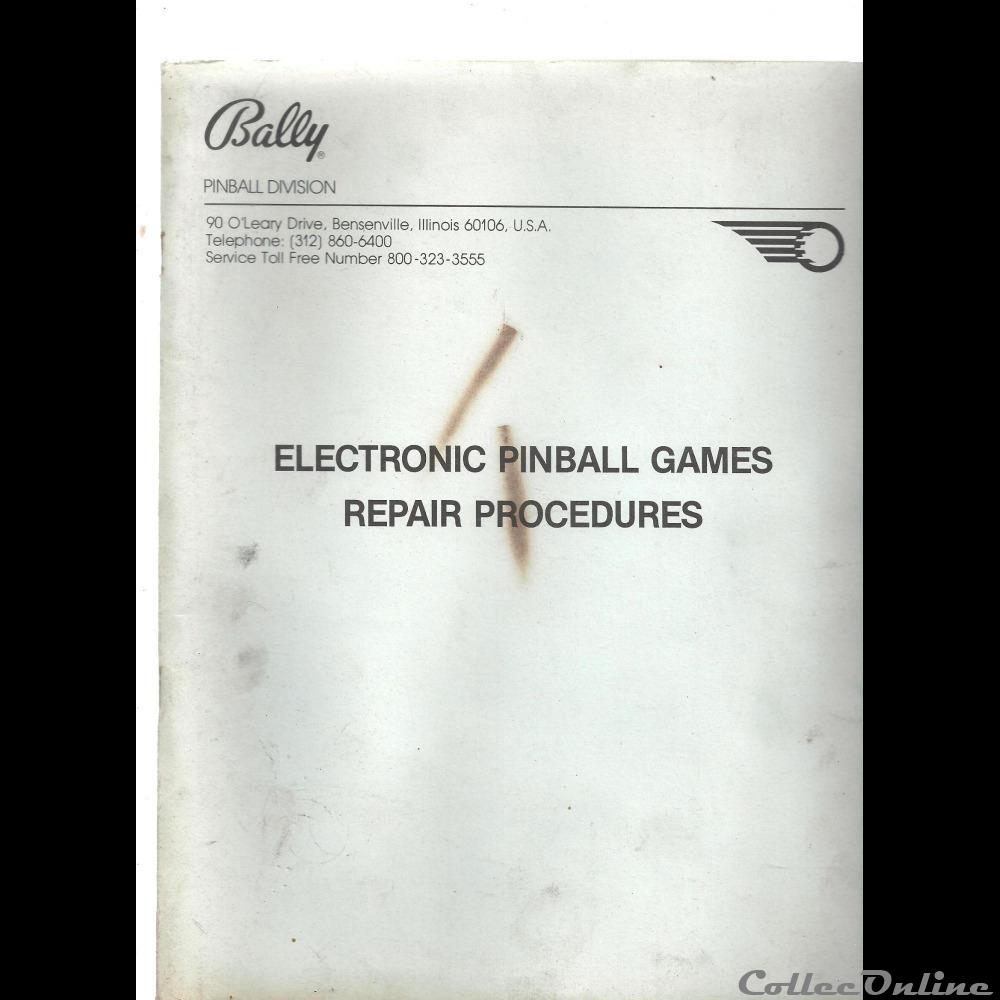 Bally®
PINBALL DIVISION
90 O'Leary Drive, Bensenville, Illinois 60106, U.S.A.
Telephone: (312) 860-6400
Service Toll Free Number 800-323-3555
ELECTRONIC PINBALL GAMES
REPAIR PROCEDURES
CollecOnline